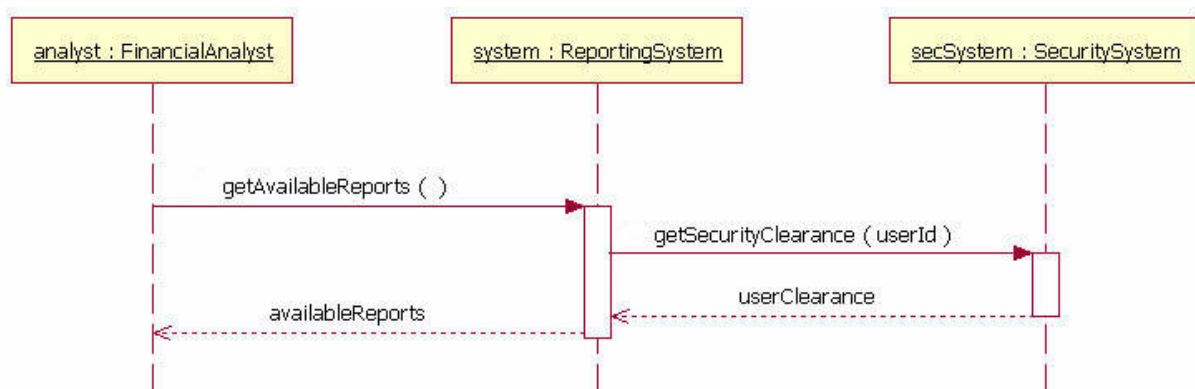 analyst : FinancialAnalyst
system : ReportingSystem
secSystem : SecuritySystem
getAvailableReports ( )
getSecurityClearance ( userId )
userClearance
availableReports